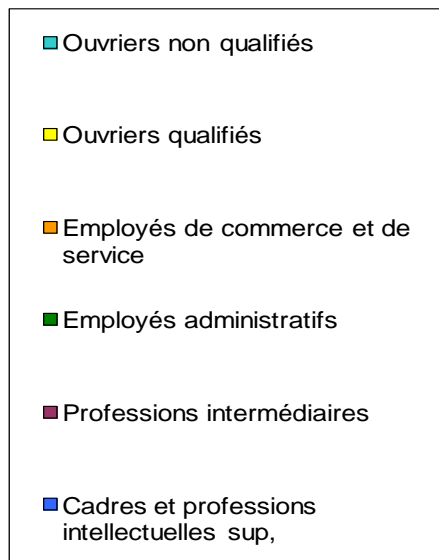 Ouvriers non qualifiés
Ouvriers qualifiés
Employés de commerce et de
service
Employés administratifs
Professions intermédiaires
Cadres et professions
intellectuelles sup,